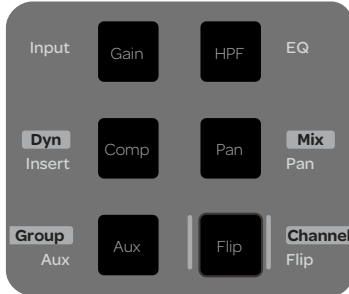 Input Gain HPF EQ
Dyn Mix
Insert Comp Pan Pan
Group Channel
Aux Aux Flip Flip